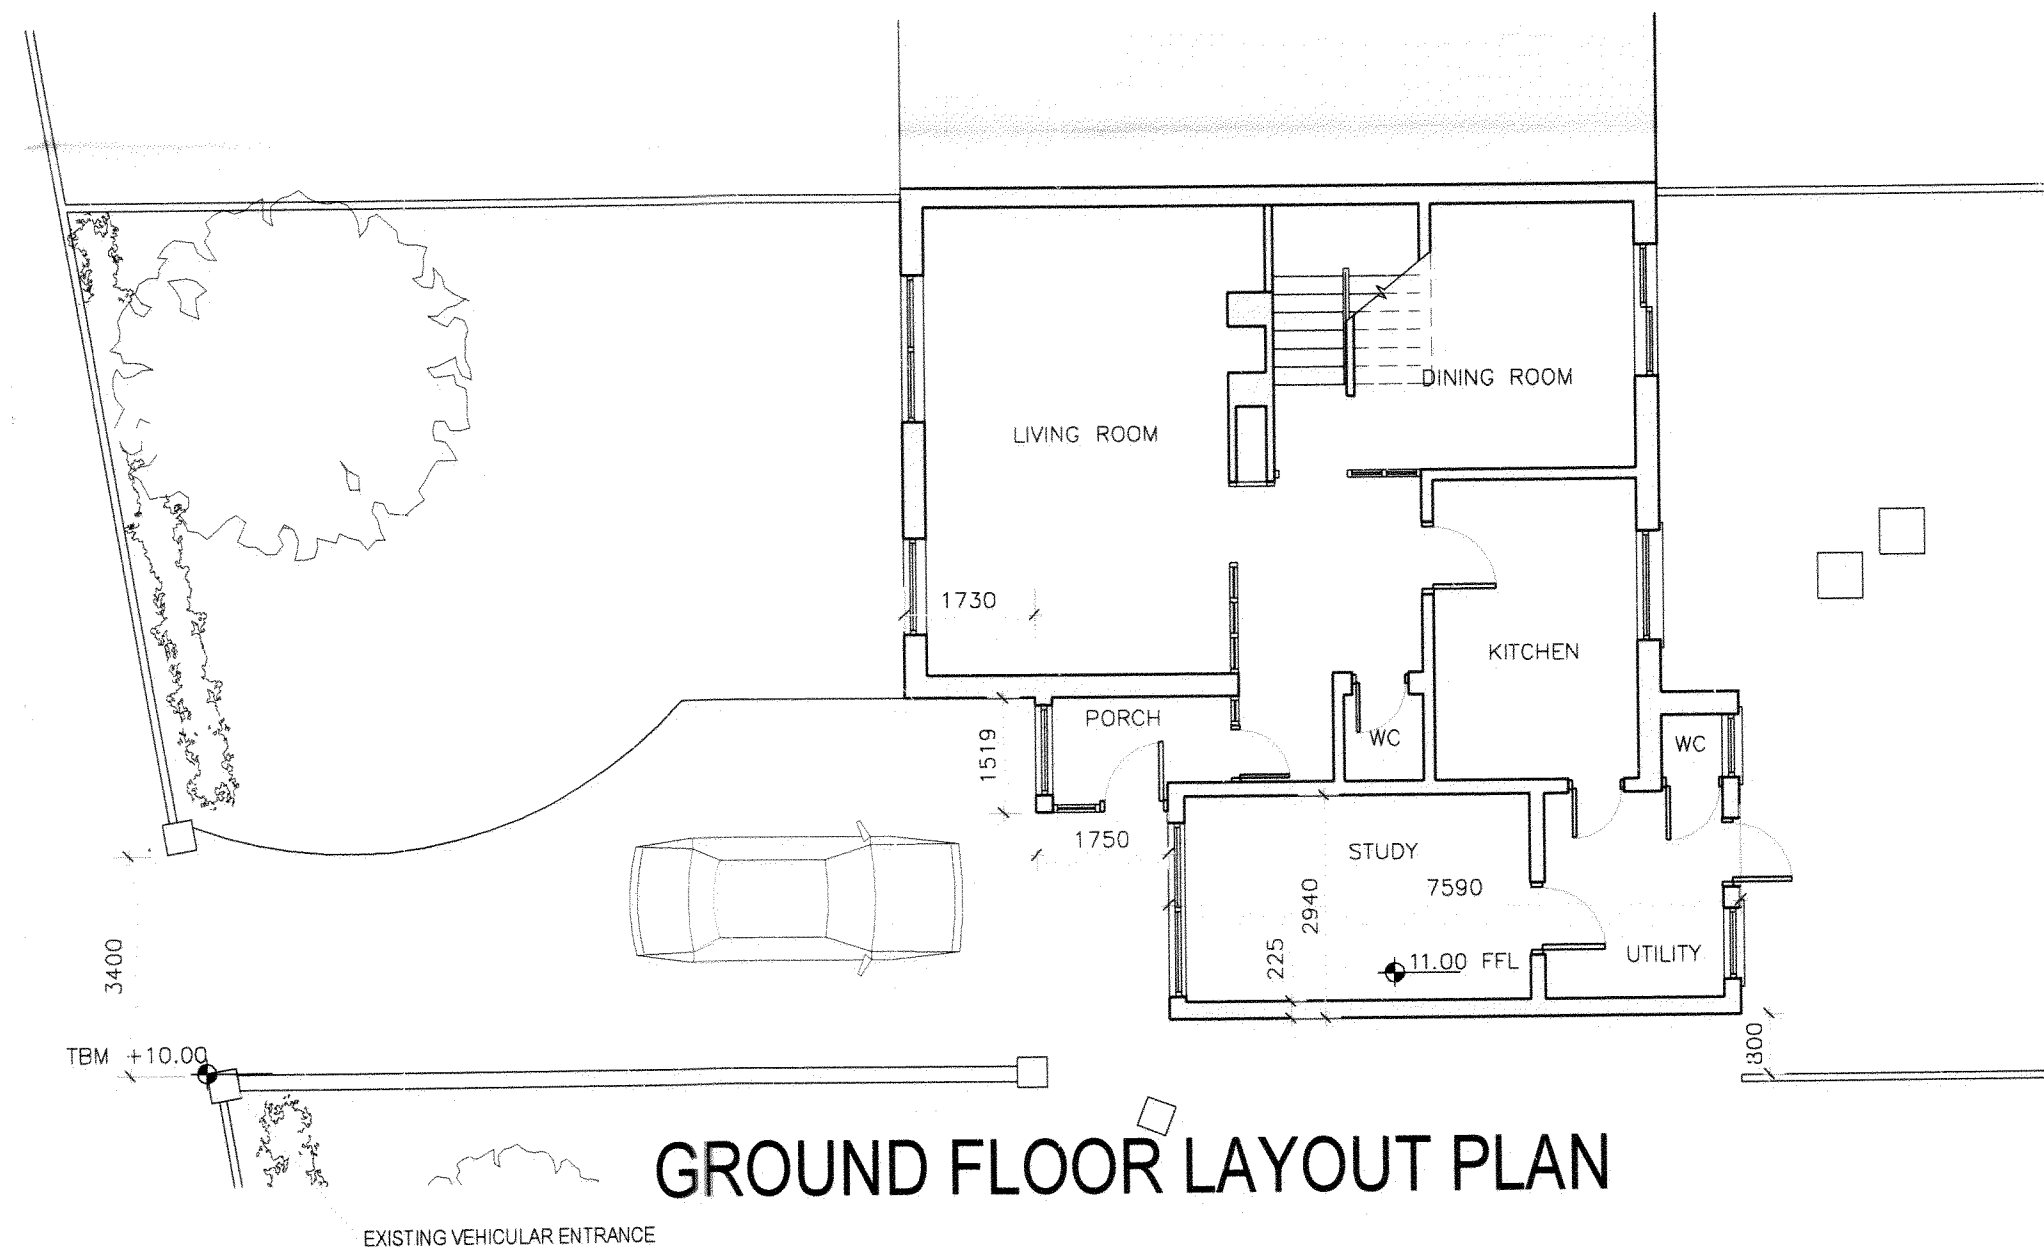 DINING ROOM
LIVING ROOM
1730
KITCHEN
PORCH
WC
WC
1519
1750
STUDY
7590
2940
225
11.00 FFL
UTILITY
3400
800
TBM +10.00
GROUND FLOOR LAYOUT PLAN
EXISTING VEHICULAR ENTRANCE